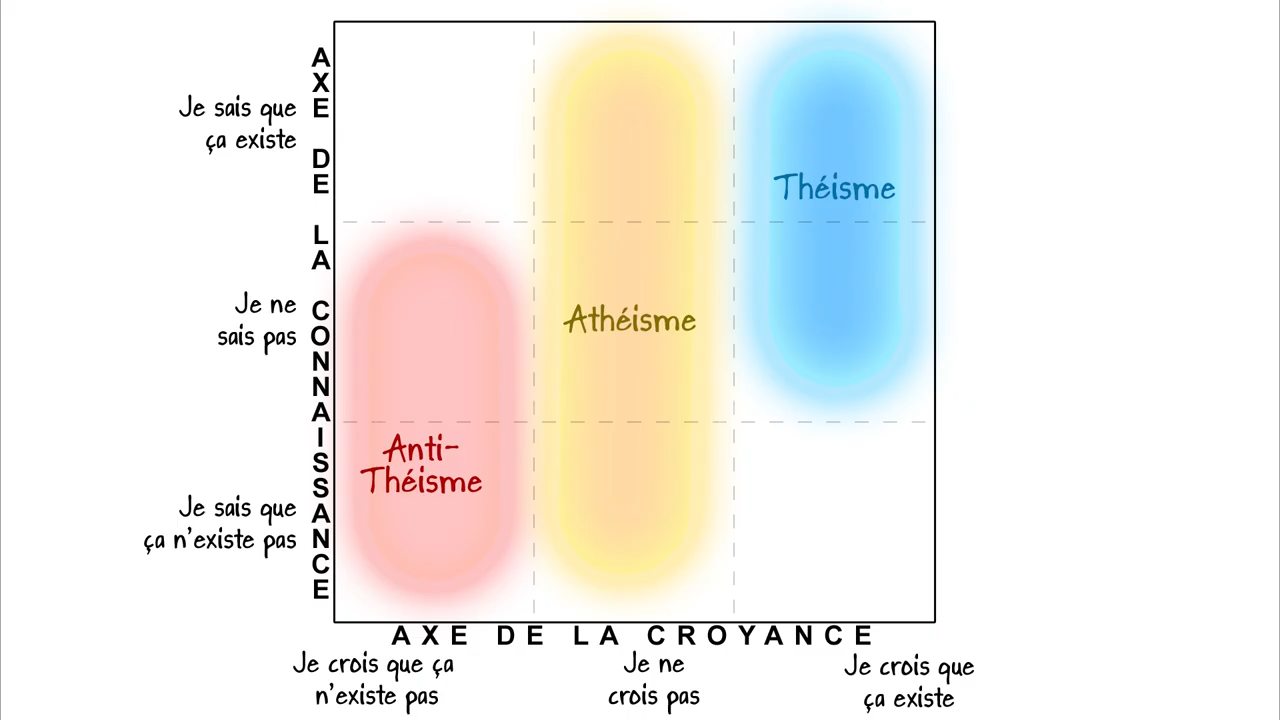 AXE DE LA CONNAISSANCE
Je sais que
ça existe
Théisme
Je ne
sais pas
Athéisme
Anti-
Théisme
Je sais que
ça n'existe pas
AXE DE LA CROYANCE
Je crois que ça
n'existe pas
Je ne
crois pas
Je crois que
ça existe